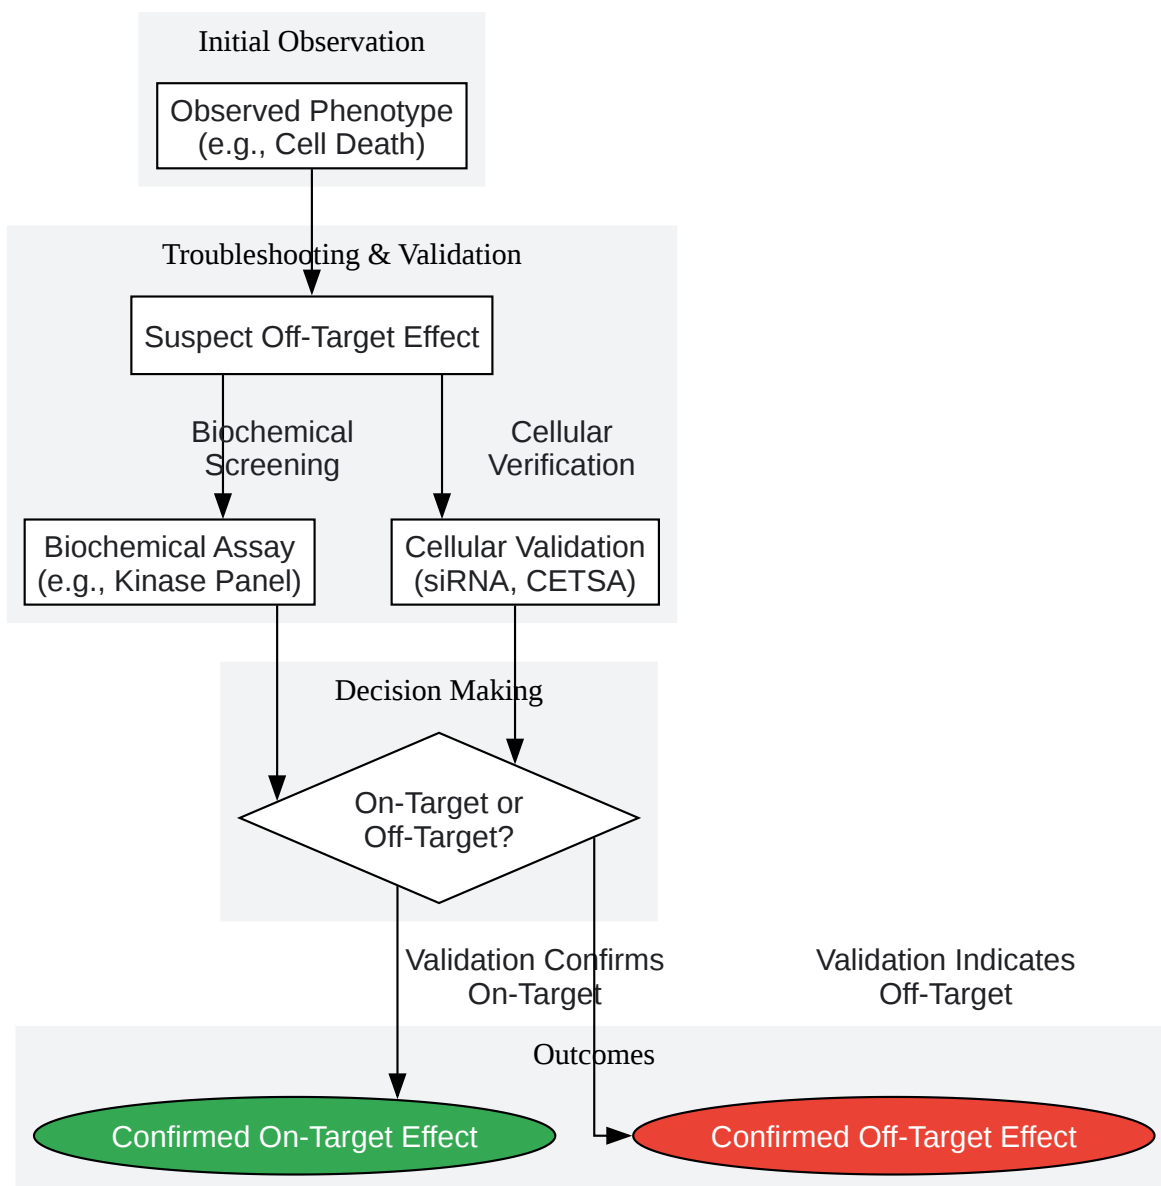 Initial Observation
Observed Phenotype
(e.g., Cell Death)
Troubleshooting & Validation
Suspect Off-Target Effect
Biochemical
Screening
Cellular
Verification
Biochemical Assay
(e.g., Kinase Panel)
Cellular Validation
(siRNA, CETSA)
Decision Making
On-Target or
Off-Target?
Validation Confirms
On-Target
Validation Indicates
Off-Target
Outcomes
Confirmed On-Target Effect
Confirmed Off-Target Effect